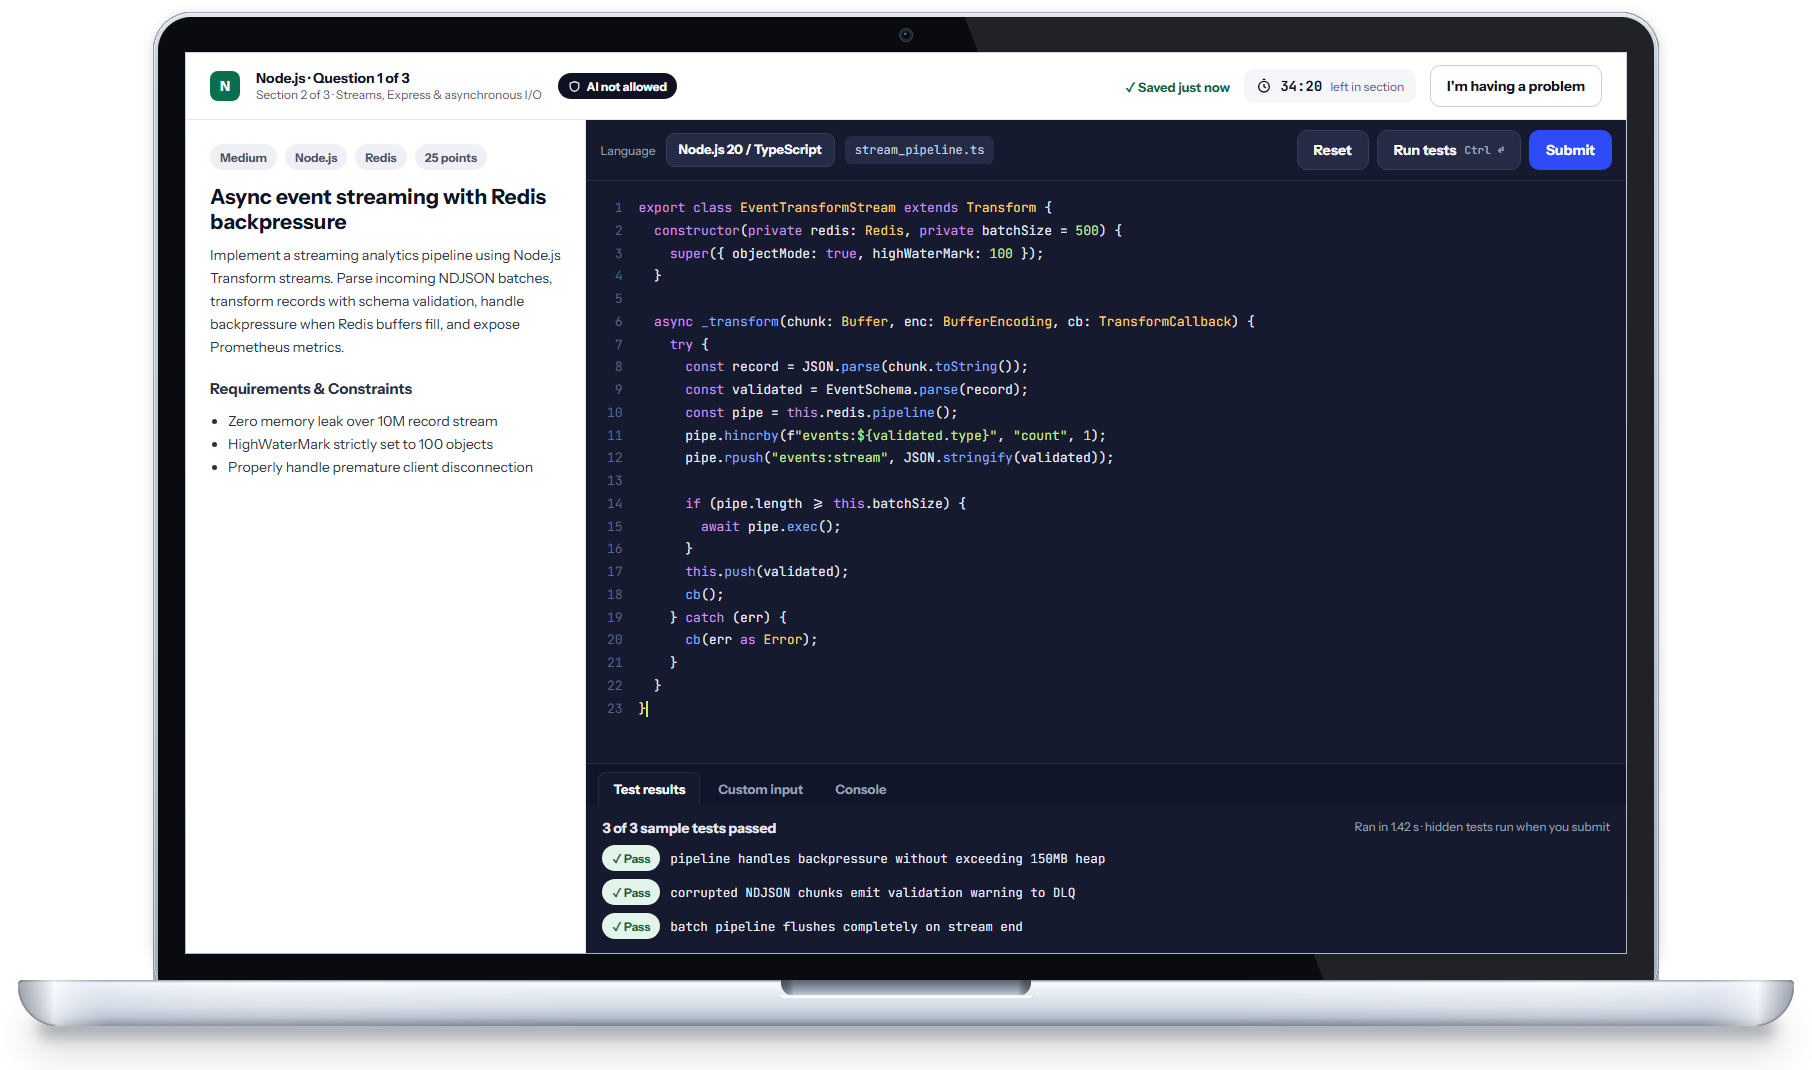 N
Node.js · Question 1 of 3
Section 2 of 3 · Streams, Express & asynchronous I/O
AI not allowed
✓ Saved just now
34:20 left in section
I'm having a problem
Medium
Node.js
Redis
25 points
Async event streaming with Redis
backpressure
Implement a streaming analytics pipeline using Node.js
Transform streams. Parse incoming NDJSON batches,
transform records with schema validation, handle
backpressure when Redis buffers fill, and expose
Prometheus metrics.
Requirements & Constraints
• Zero memory leak over 10M record stream
• HighWaterMark strictly set to 100 objects
• Properly handle premature client disconnection
Language
Node.js 20 / TypeScript
stream_pipeline.ts
Reset
Run tests Ctrl ⏎
Submit
1 export class EventTransformStream extends Transform {
2   constructor(private redis: Redis, private batchSize = 500) {
3     super({ objectMode: true, highWaterMark: 100 });
4   }
5
6   async _transform(chunk: Buffer, enc: BufferEncoding, cb: TransformCallback) {
7     try {
8       const record = JSON.parse(chunk.toString());
9       const validated = EventSchema.parse(record);
10       const pipe = this.redis.pipeline();
11       pipe.hincrby(f"events:${validated.type}", "count", 1);
12       pipe.rpush("events:stream", JSON.stringify(validated));
13
14       if (pipe.length >= this.batchSize) {
15         await pipe.exec();
16       }
17       this.push(validated);
18       cb();
19     } catch (err) {
20       cb(err as Error);
21     }
22   }
23 }
Test results
Custom input
Console
3 of 3 sample tests passed
Ran in 1.42 s · hidden tests run when you submit
✓ Pass pipeline handles backpressure without exceeding 150MB heap
✓ Pass corrupted NDJSON chunks emit validation warning to DLQ
✓ Pass batch pipeline flushes completely on stream end